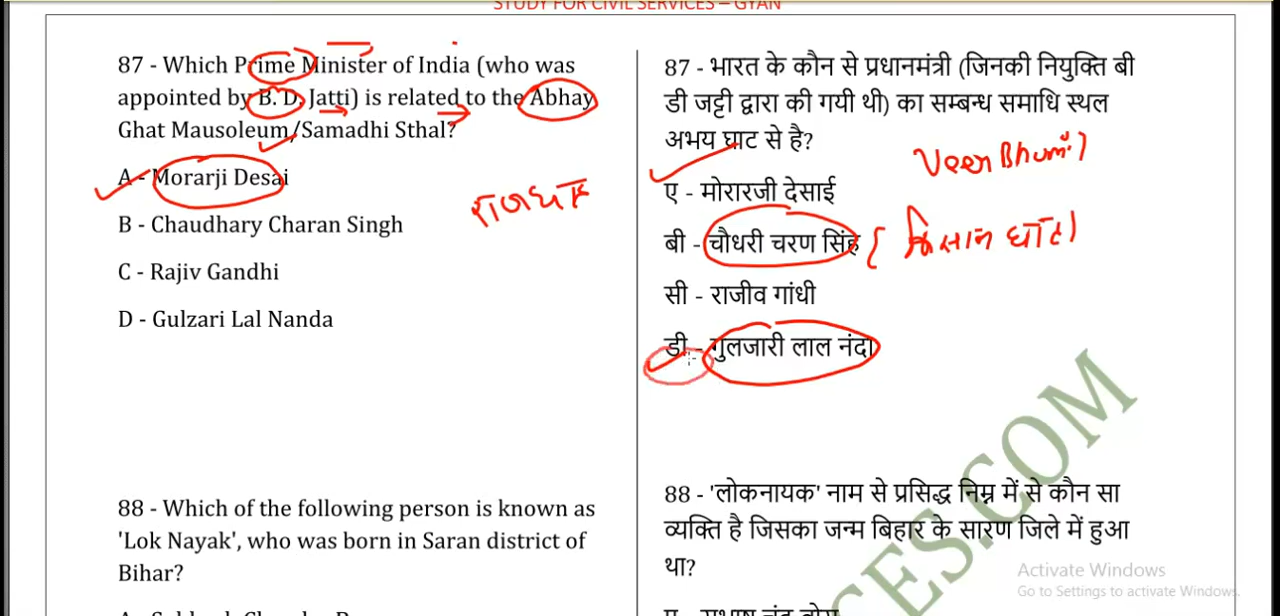 STUDY FOR CIVIL SERVICES – GYAN
87 - Which Prime Minister of India (who was
appointed by B. D. Jatti) is related to the Abhay
Ghat Mausoleum/Samadhi Sthal?
A - Morarji Desai
B - Chaudhary Charan Singh
C - Rajiv Gandhi
D - Gulzari Lal Nanda
राजघाट
88 - Which of the following person is known as
'Lok Nayak', who was born in Saran district of
Bihar?
87 - भारत के कौन से प्रधानमंत्री (जिनकी नियुक्ति बी
डी जट्टी द्वारा की गयी थी) का सम्बन्ध समाधि स्थल
अभय घाट से है?
Veer Bhumi
ए - मोरारजी देसाई
बी - चौधरी चरण सिंह ( किसान घाट)
सी - राजीव गांधी
डी - गुलजारी लाल नंदा
88 - 'लोकनायक' नाम से प्रसिद्ध निम्न में से कौन सा
व्यक्ति है जिसका जन्म बिहार के सारण जिले में हुआ
था?
CES.COM
Activate Windows
Go to Settings to activate Windows.